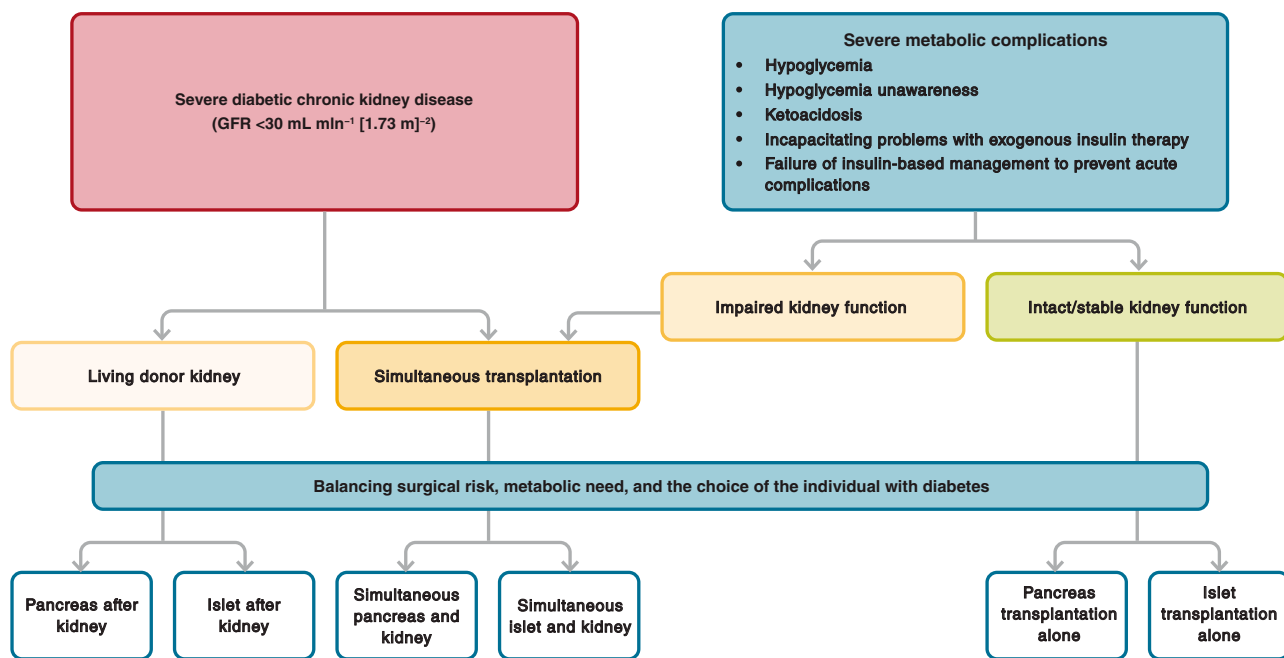 Severe diabetic chronic kidney disease
(GFR <30 mL mln⁻¹ [1.73 m]⁻²)
Severe metabolic complications
• Hypoglycemia
• Hypoglycemia unawareness
• Ketoacidosis
• Incapacitating problems with exogenous insulin therapy
• Failure of insulin-based management to prevent acute
complications
Impaired kidney function
Intact/stable kidney function
Living donor kidney
Simultaneous transplantation
Balancing surgical risk, metabolic need, and the choice of the individual with diabetes
Pancreas after
kidney
Islet after
kidney
Simultaneous
pancreas and
kidney
Simultaneous
islet and kidney
Pancreas
transplantation
alone
Islet
transplantation
alone